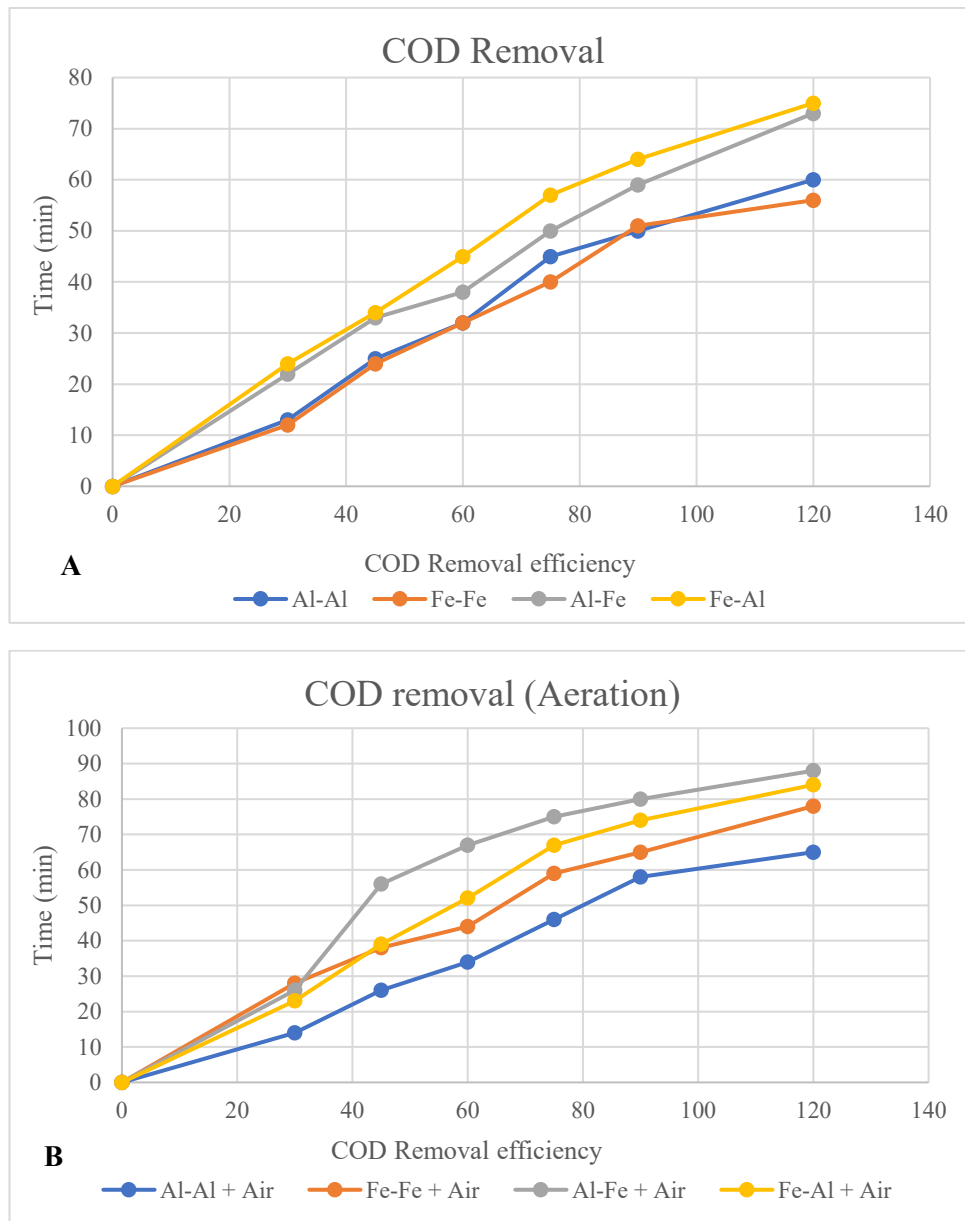 COD Removal
80
70
60
50
40
30
20
10
0
Time (min)
0 20 40 60 80 100 120 140
COD Removal efficiency
A
Al-Al Fe-Fe Al-Fe Fe-Al
COD removal (Aeration)
100
90
80
70
60
50
40
30
20
10
0
Time (min)
0 20 40 60 80 100 120 140
COD Removal efficiency
B
Al-Al + Air Fe-Fe + Air Al-Fe + Air Fe-Al + Air